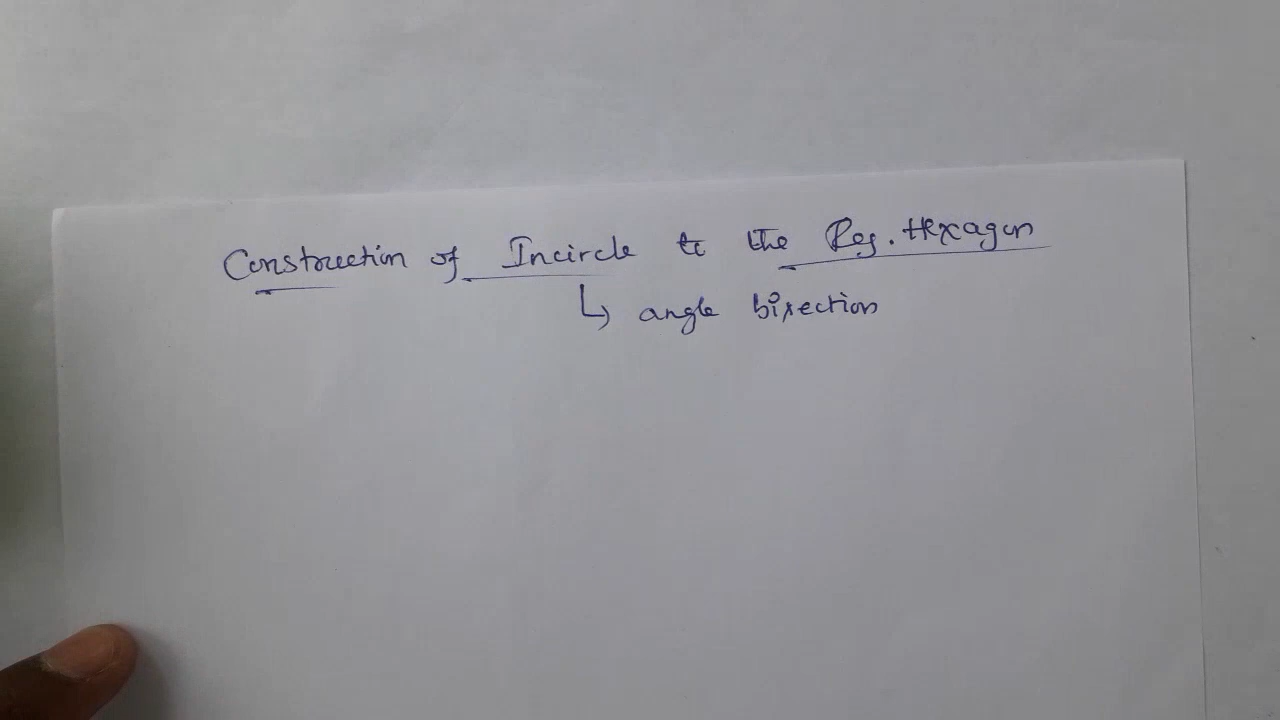 Construction of Incircle to the Reg. Hexagon
↳ angle bisection